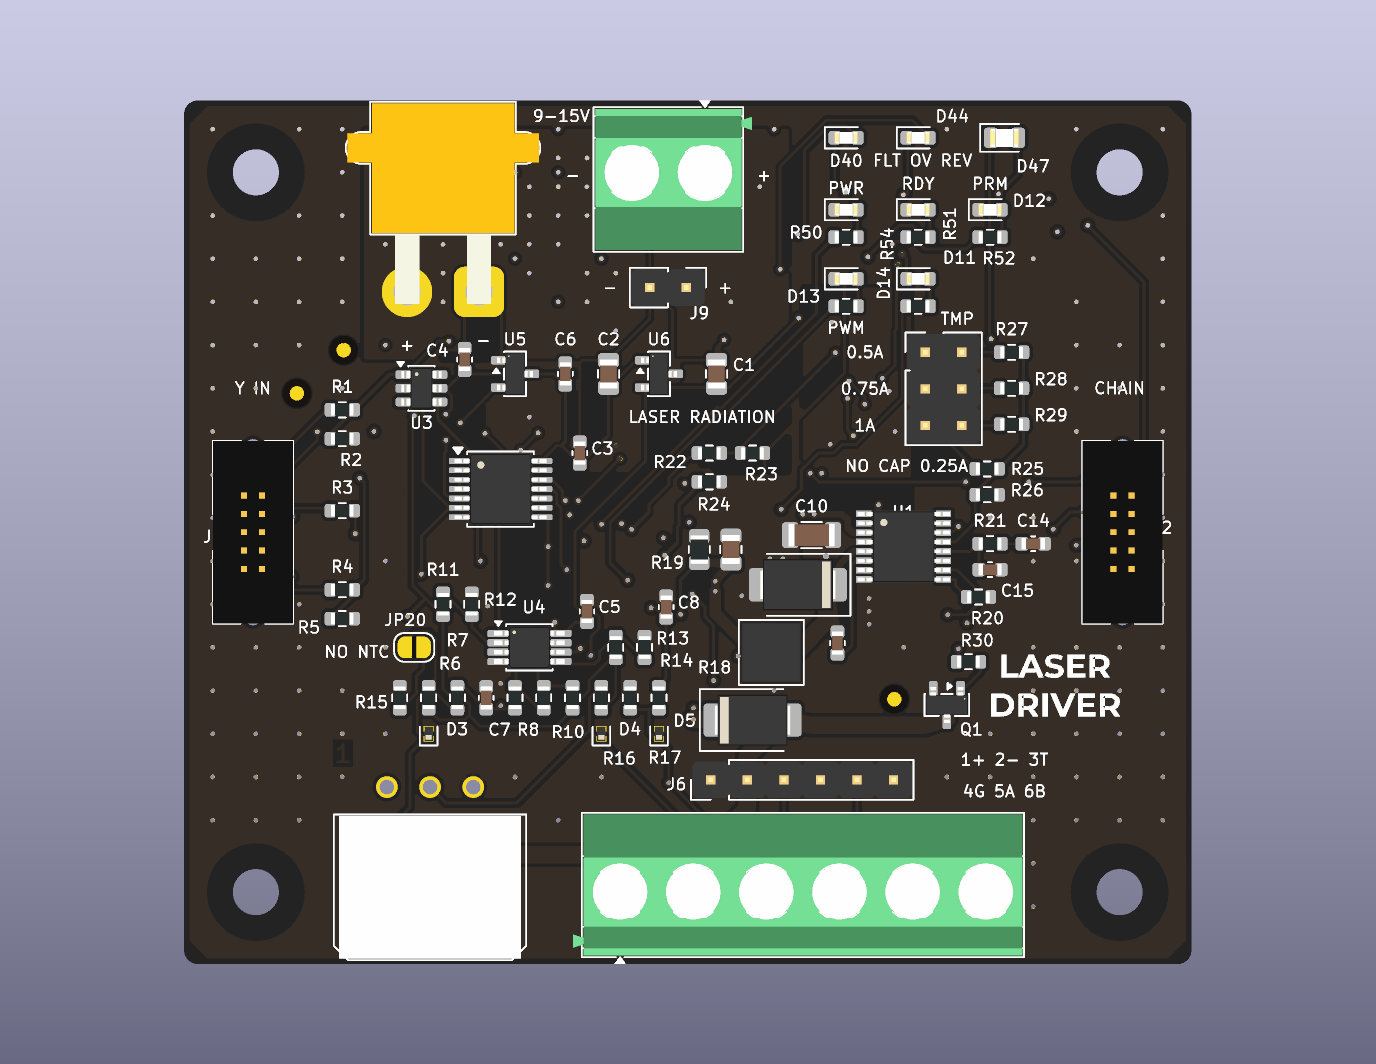 9-15V
D44
D40
FLT OV REV
D47
-
+
PWR
RDY
PRM
D12
R50
R54
R51
D11
R52
D13
D14
-
+
J9
PWM
TMP
+
-
C4
U5
C6
C2
U6
C1
0.5A
R27
Y IN
R1
0.75A
R28
CHAIN
U3
LASER RADIATION
1A
R29
R2
C3
R22
R23
NO CAP 0.25A
R25
R3
R24
R26
C10
U1
R21
C14
J
2
R19
R4
R11
R12
C15
U4
C5
C8
R20
R5
JP20
R7
R13
R30
NO NTC
R6
R14
R18
LASER
DRIVER
R15
D3
C7
R8
R10
D4
D5
Q1
R16
R17
1
1+ 2- 3T
J6
4G 5A 6B